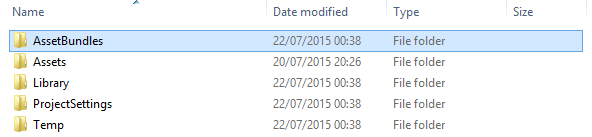 Name Date modified Type Size
AssetBundles 22/07/2015 00:38 File folder
Assets 20/07/2015 20:26 File folder
Library 22/07/2015 00:38 File folder
ProjectSettings 22/07/2015 00:38 File folder
Temp 22/07/2015 00:38 File folder